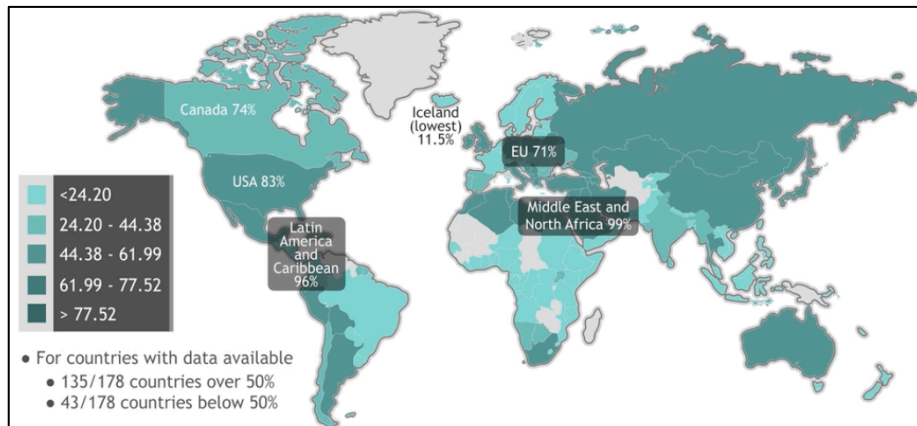 Canada 74%
Iceland
(lowest)
11.5%
EU 71%
USA 83%
Middle East and
North Africa 99%
Latin
America
and
Caribbean
96%
<24.20
24.20 - 44.38
44.38 - 61.99
61.99 - 77.52
> 77.52
● For countries with data available
● 135/178 countries over 50%
● 43/178 countries below 50%